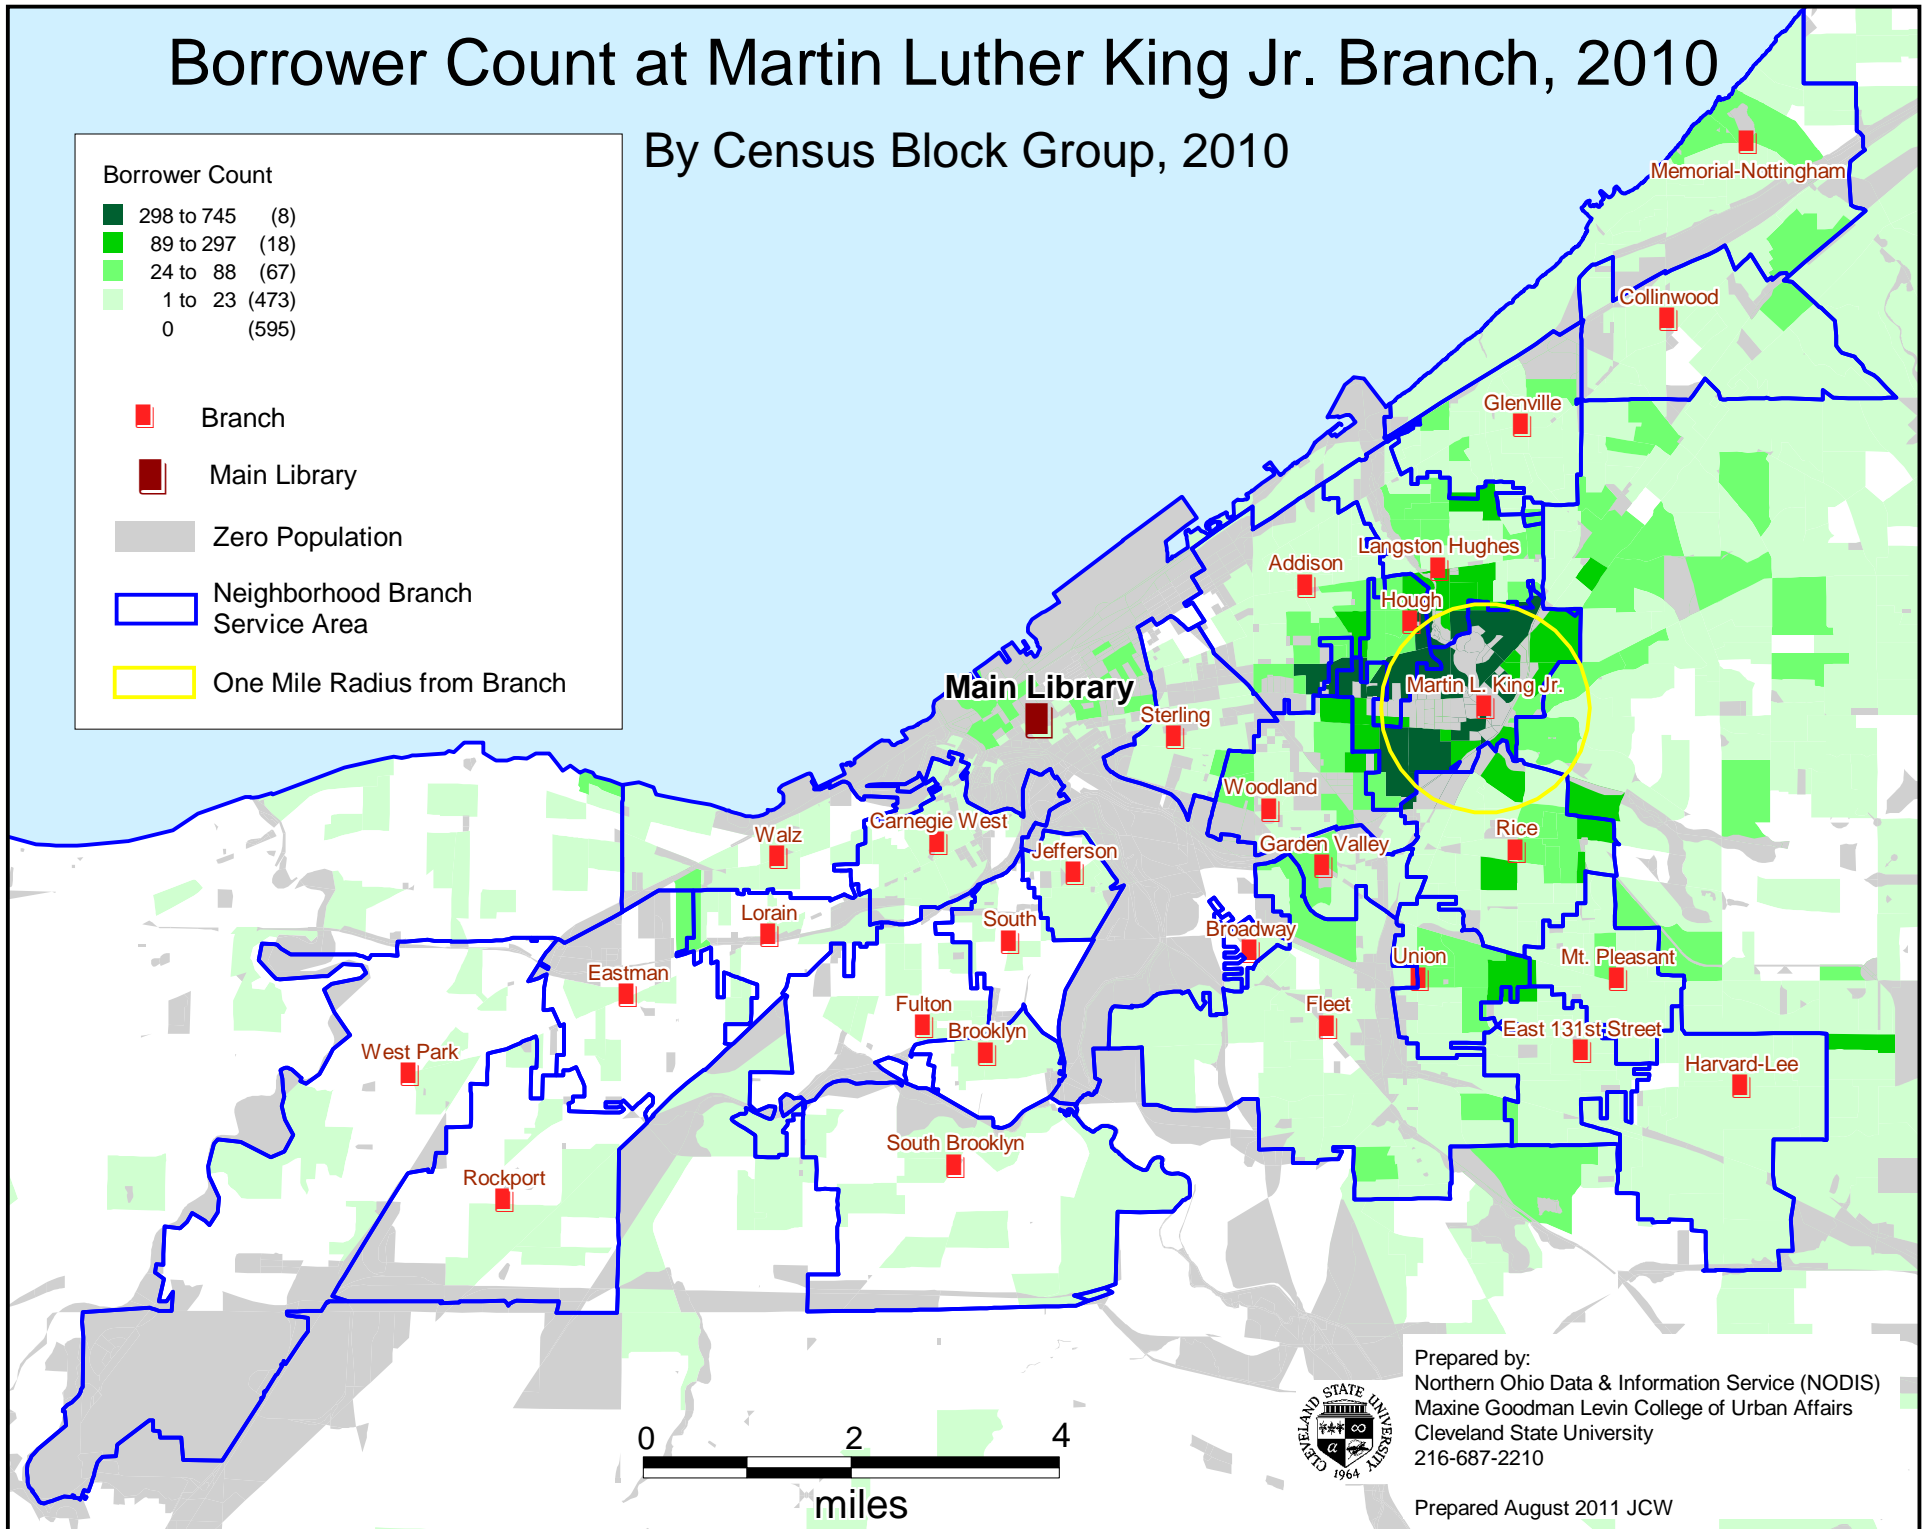 Borrower Count at Martin Luther King Jr. Branch, 2010
By Census Block Group, 2010
Borrower Count
298 to 745 (8)
89 to 297 (18)
24 to 88 (67)
1 to 23 (473)
0 (595)
Branch
Main Library
Zero Population
Neighborhood Branch
Service Area
One Mile Radius from Branch
Memorial-Nottingham
Collinwood
Glenville
Langston Hughes
Addison
Hough
Main Library
Martin L. King Jr.
Sterling
Woodland
Carnegie West
Walz
Rice
Garden Valley
Jefferson
Lorain
South
Broadway
Union
Mt. Pleasant
Eastman
Fulton
Fleet
Brooklyn
East 131st Street
West Park
Harvard-Lee
South Brooklyn
Rockport
0 2 4
miles
CLEVELAND STATE UNIVERSITY
1964
Prepared by:
Northern Ohio Data & Information Service (NODIS)
Maxine Goodman Levin College of Urban Affairs
Cleveland State University
216-687-2210
Prepared August 2011 JCW